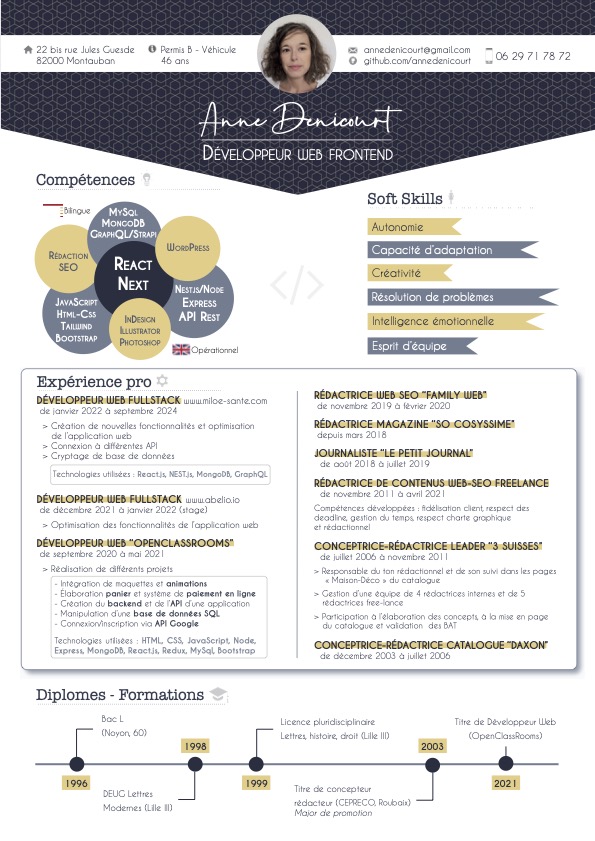 22 bis rue Jules Guesde
82000 Montauban
Permis B - Véhicule
46 ans
annedenicourt@gmail.com
github.com/annedenicourt
06 29 71 78 72
Anne Denicourt
Développeur web frontend
Compétences
Bilingue
MySql
MongoDB
GraphQL/Strapi
Rédaction
SEO
WordPress
React
Next
JavaScript
Html-Css
Tailwind
Bootstrap
InDesign
Illustrator
Photoshop
NestJs/Node
Express
API Rest
Opérationnel
Soft Skills
Autonomie
Capacité d'adaptation
Créativité
Résolution de problèmes
Intelligence émotionnelle
Esprit d'équipe
Expérience pro
DÉVELOPPEUR WEB FULLSTACK www.miloe-sante.com
de janvier 2022 à septembre 2024
> Création de nouvelles fonctionnalités et optimisation
de l'application web
> Connexion à différentes API
> Cryptage de base de données
Technologies utilisées : React.js, NEST.js, MongoDB, GraphQL
DÉVELOPPEUR WEB FULLSTACK www.abelio.io
de décembre 2021 à janvier 2022 (stage)
> Optimisation des fonctionnalités de l'application web
DÉVELOPPEUR WEB "OPENCLASSROOMS"
de septembre 2020 à mai 2021
> Réalisation de différents projets
- Intégration de maquettes et animations
- Élaboration panier et système de paiement en ligne
- Création du backend et de l'API d'une application
- Manipulation d'une base de données SQL
- Connexion/inscription via API Google
Technologies utilisées : HTML, CSS, JavaScript, Node,
Express, MongoDB, React.js, Redux, MySql, Bootstrap
RÉDACTRICE WEB SEO "FAMILY WEB"
de novembre 2019 à février 2020
RÉDACTRICE MAGAZINE "SO COSYSSIME"
depuis mars 2018
JOURNALISTE "LE PETIT JOURNAL"
de août 2018 à juillet 2019
RÉDACTRICE DE CONTENUS WEB-SEO FREELANCE
de novembre 2011 à avril 2021
Compétences développées : fidélisation client, respect des
deadline, gestion du temps, respect charte graphique
et rédactionnel
CONCEPTRICE-RÉDACTRICE LEADER "3 SUISSES"
de juillet 2006 à novembre 2011
> Responsable du ton rédactionnel et de son suivi dans les pages
« Maison-Déco » du catalogue
> Gestion d'une équipe de 4 rédactrices internes et de 5
rédactrices free-lance
> Participation à l'élaboration des concepts, à la mise en page
du catalogue et validation des BAT
CONCEPTRICE-RÉDACTRICE CATALOGUE "DAXON"
de décembre 2003 à juillet 2006
Diplomes - Formations
Bac L
(Noyon, 60)
1996
1998
DEUG Lettres
Modernes (Lille III)
Licence pluridisciplinaire
Lettres, histoire, droit (Lille III)
1999
2003
Titre de concepteur
rédacteur (CEPRECO, Roubaix)
Major de promotion
Titre de Développeur Web
(OpenClassRooms)
2021